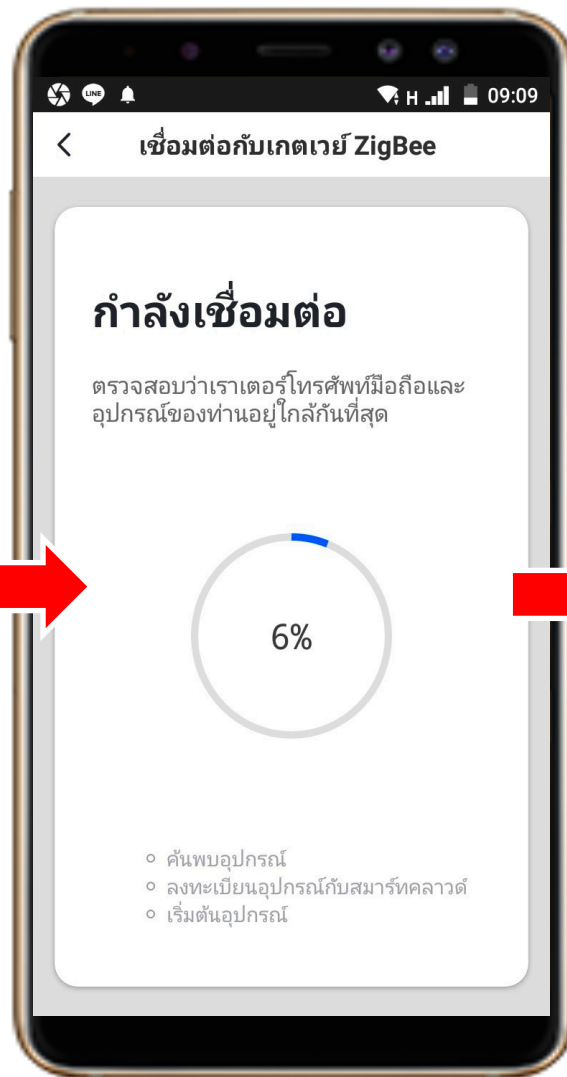 LINE H 09:09
เชื่อมต่อกับเกตเวย์ ZigBee
กำลังเชื่อมต่อ
ตรวจสอบว่าเราเตอร์โทรศัพท์มือถือและ
อุปกรณ์ของท่านอยู่ใกล้กันที่สุด
6%
ค้นพบอุปกรณ์
ลงทะเบียนอุปกรณ์กับสมาร์ทคลาวด์
เริ่มต้นอุปกรณ์